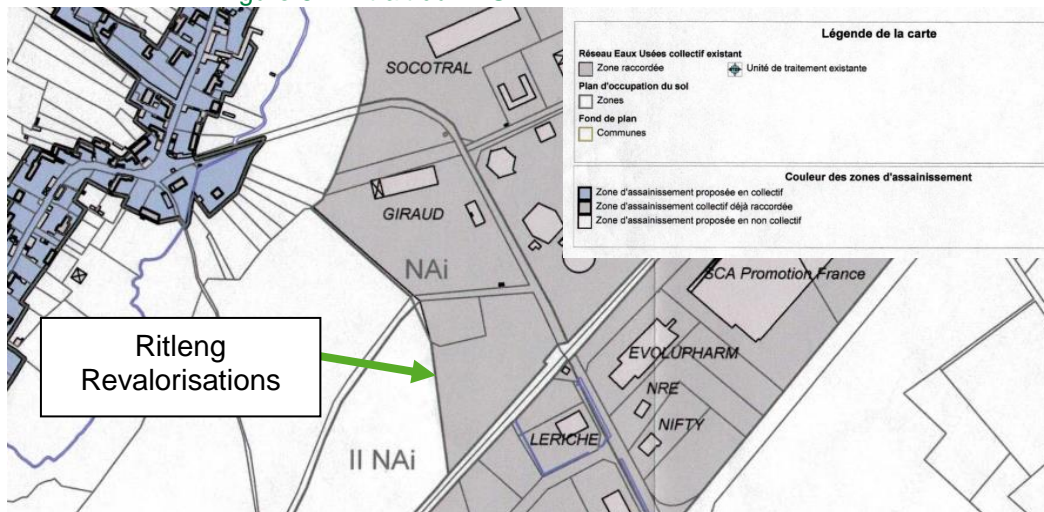 Légende de la carte
Réseau Eaux Usées collectif existant
Zone raccordée
Unité de traitement existante
Plan d'occupation du sol
Zones
Fond de plan
Communes
Couleur des zones d'assainissement
Zone d'assainissement proposée en collectif
Zone d'assainissement collectif déjà raccordée
Zone d'assainissement proposée en non collectif
SOCOTRAL
GIRAUD
NAi
SCA Promotion France
Ritleng
Revalorisations
EVOLUPHARM
NRE
NIFTY
LERICHE
II NAi